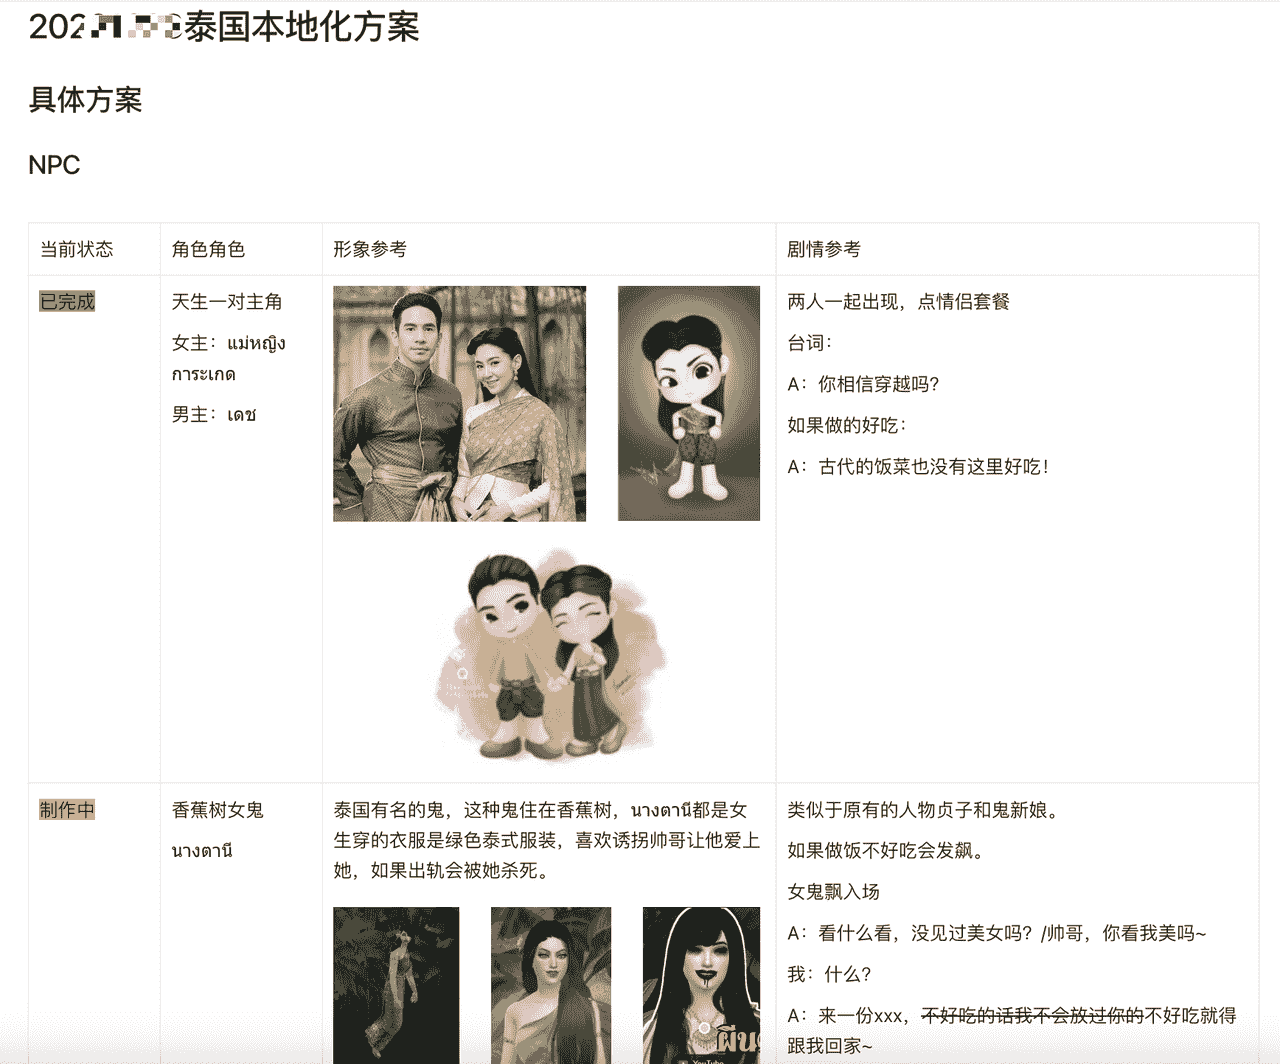 泰国本地化方案
具体方案
NPC
当前状态
角色角色
形象参考
剧情参考
已完成
天生一对主角
女主：แม่หญิง
การะเกด
男主：เดช
两人一起出现，点情侣套餐
台词：
A：你相信穿越吗？
如果做的好吃：
A：古代的饭菜也没有这里好吃！
制作中
香蕉树女鬼
นางตานี
泰国有名的鬼，这种鬼住在香蕉树，นางตานี都是女
生穿的衣服是绿色泰式服装，喜欢诱拐帅哥让他爱上
她，如果出轨会被她杀死。
ผีน
YouTube
类似于原有的人物贞子和鬼新娘。
如果做饭不好吃会发飙。
女鬼飘入场
A：看什么看，没见过美女吗？/帅哥，你看我美吗~
我：什么？
A：来一份xxx，不好吃的话我不会放过你的不好吃就得
跟我回家~